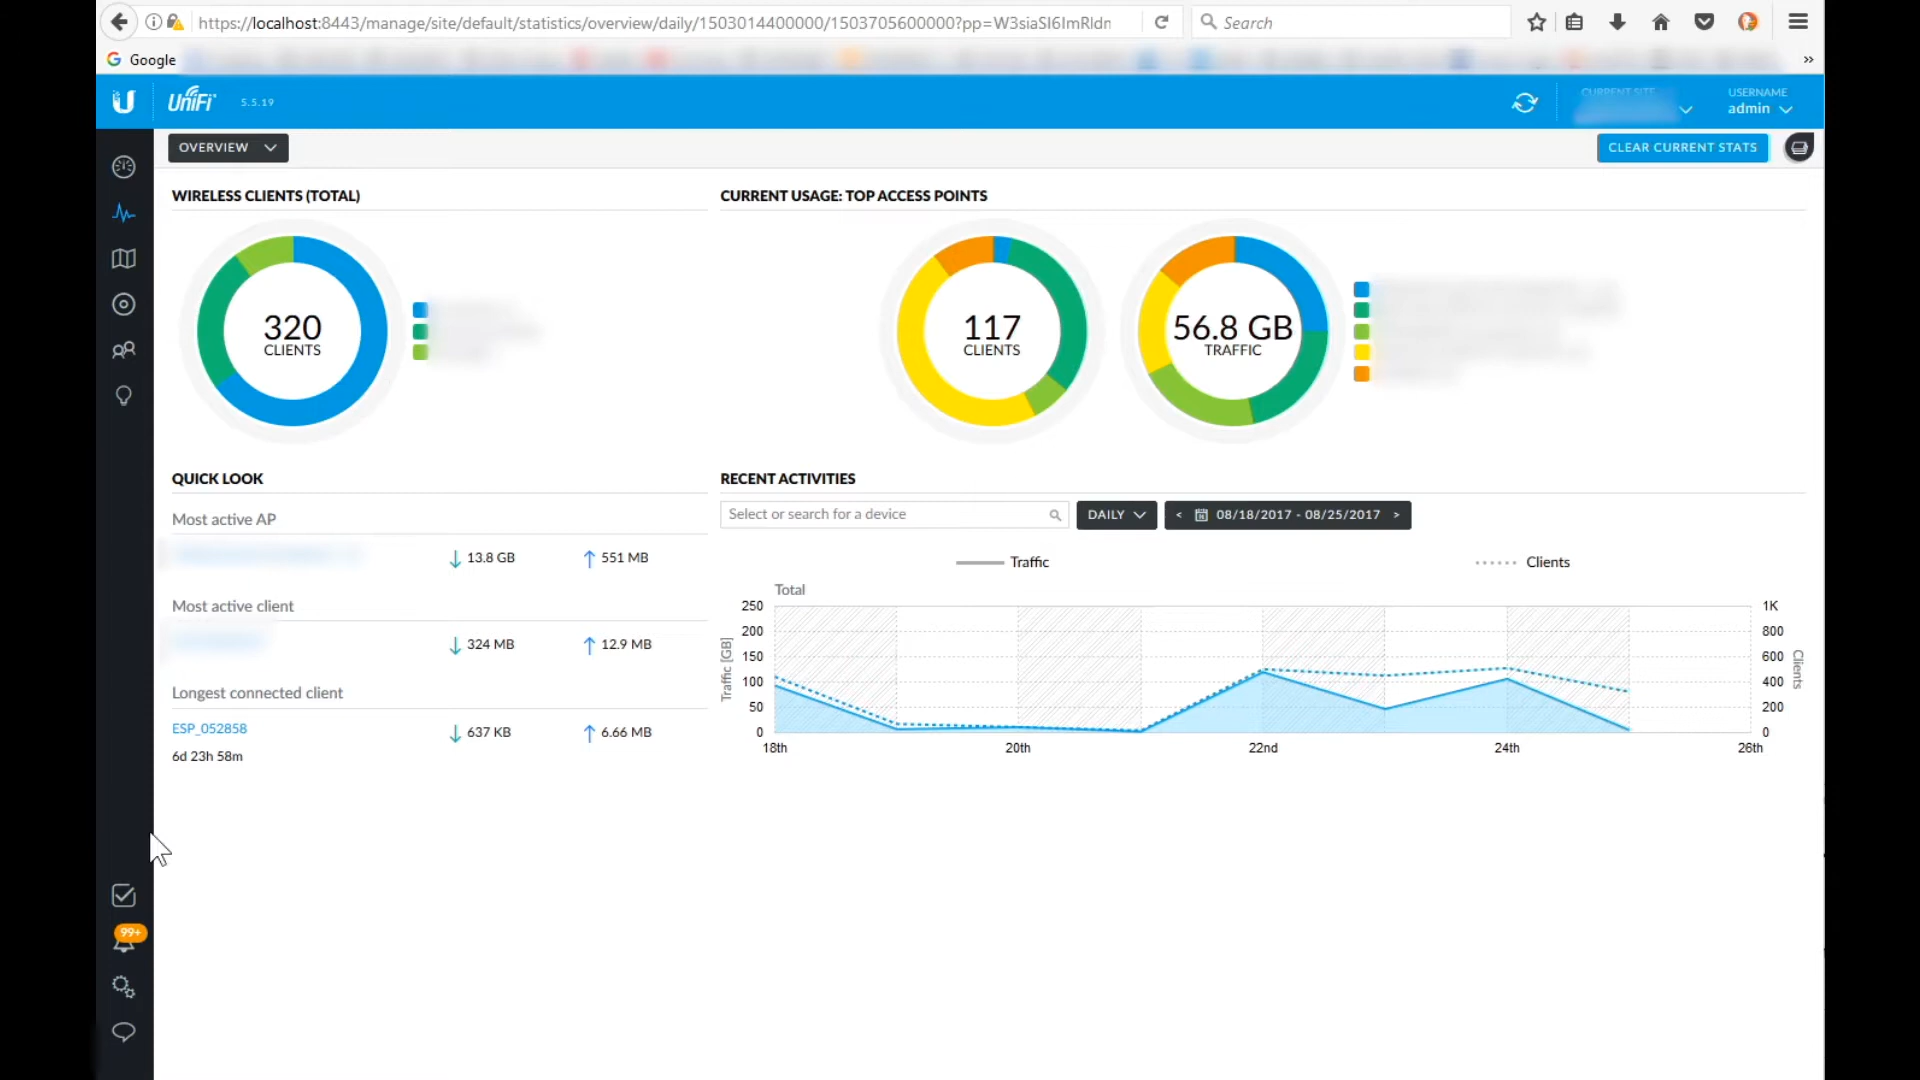 https://localhost:8443/manage/site/default/statistics/overview/daily/1503014400000/1503705600000?pp=W3siaSI6ImRldn
Search
Google
»
U UniFi 5.5.19
CURRENT SITE
USERNAME
admin
OVERVIEW
CLEAR CURRENT STATS
WIRELESS CLIENTS (TOTAL)
CURRENT USAGE: TOP ACCESS POINTS
320
CLIENTS
117
CLIENTS
56.8 GB
TRAFFIC
QUICK LOOK
RECENT ACTIVITIES
Most active AP
Select or search for a device
DAILY
< 08/18/2017 - 08/25/2017 >
13.8 GB
551 MB
Traffic
Clients
Total
Most active client
324 MB
12.9 MB
250
200
150
100
50
0
Traffic [GB]
1K
800
600
400
200
0
Clients
18th
20th
22nd
24th
26th
Longest connected client
ESP_052858
637 KB
6.66 MB
6d 23h 58m
99+